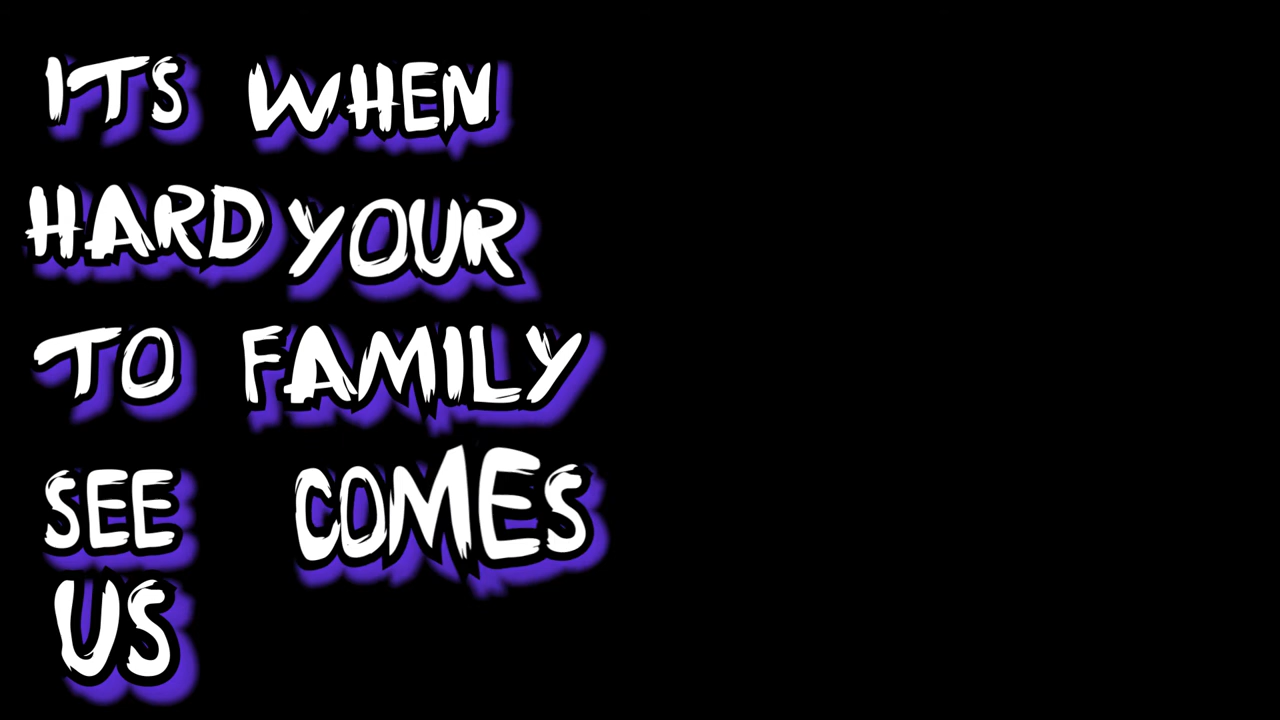 ITS
HARD
TO
SEE
US
WHEN
YOUR
FAMILY
COMES